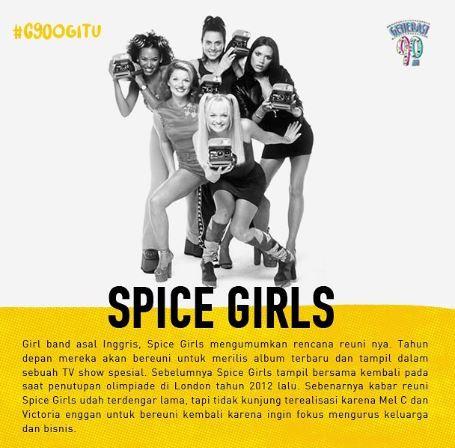 #G90OGITU
GENERASI
90an
SPICE GIRLS
Girl band asal Inggris, Spice Girls mengumumkan rencana reuni nya. Tahun
depan mereka akan bereuni untuk merilis album terbaru dan tampil dalam
sebuah TV show spesial. Sebelumnya Spice Girls tampil bersama kembali pada
saat penutupan olimpiade di London tahun 2012 lalu. Sebenarnya kabar reuni
Spice Girls udah terdengar lama, tapi tidak kunjung terealisasi karena Mel C dan
Victoria enggan untuk bereuni kembali karena ingin fokus mengurus keluarga
dan bisnis.